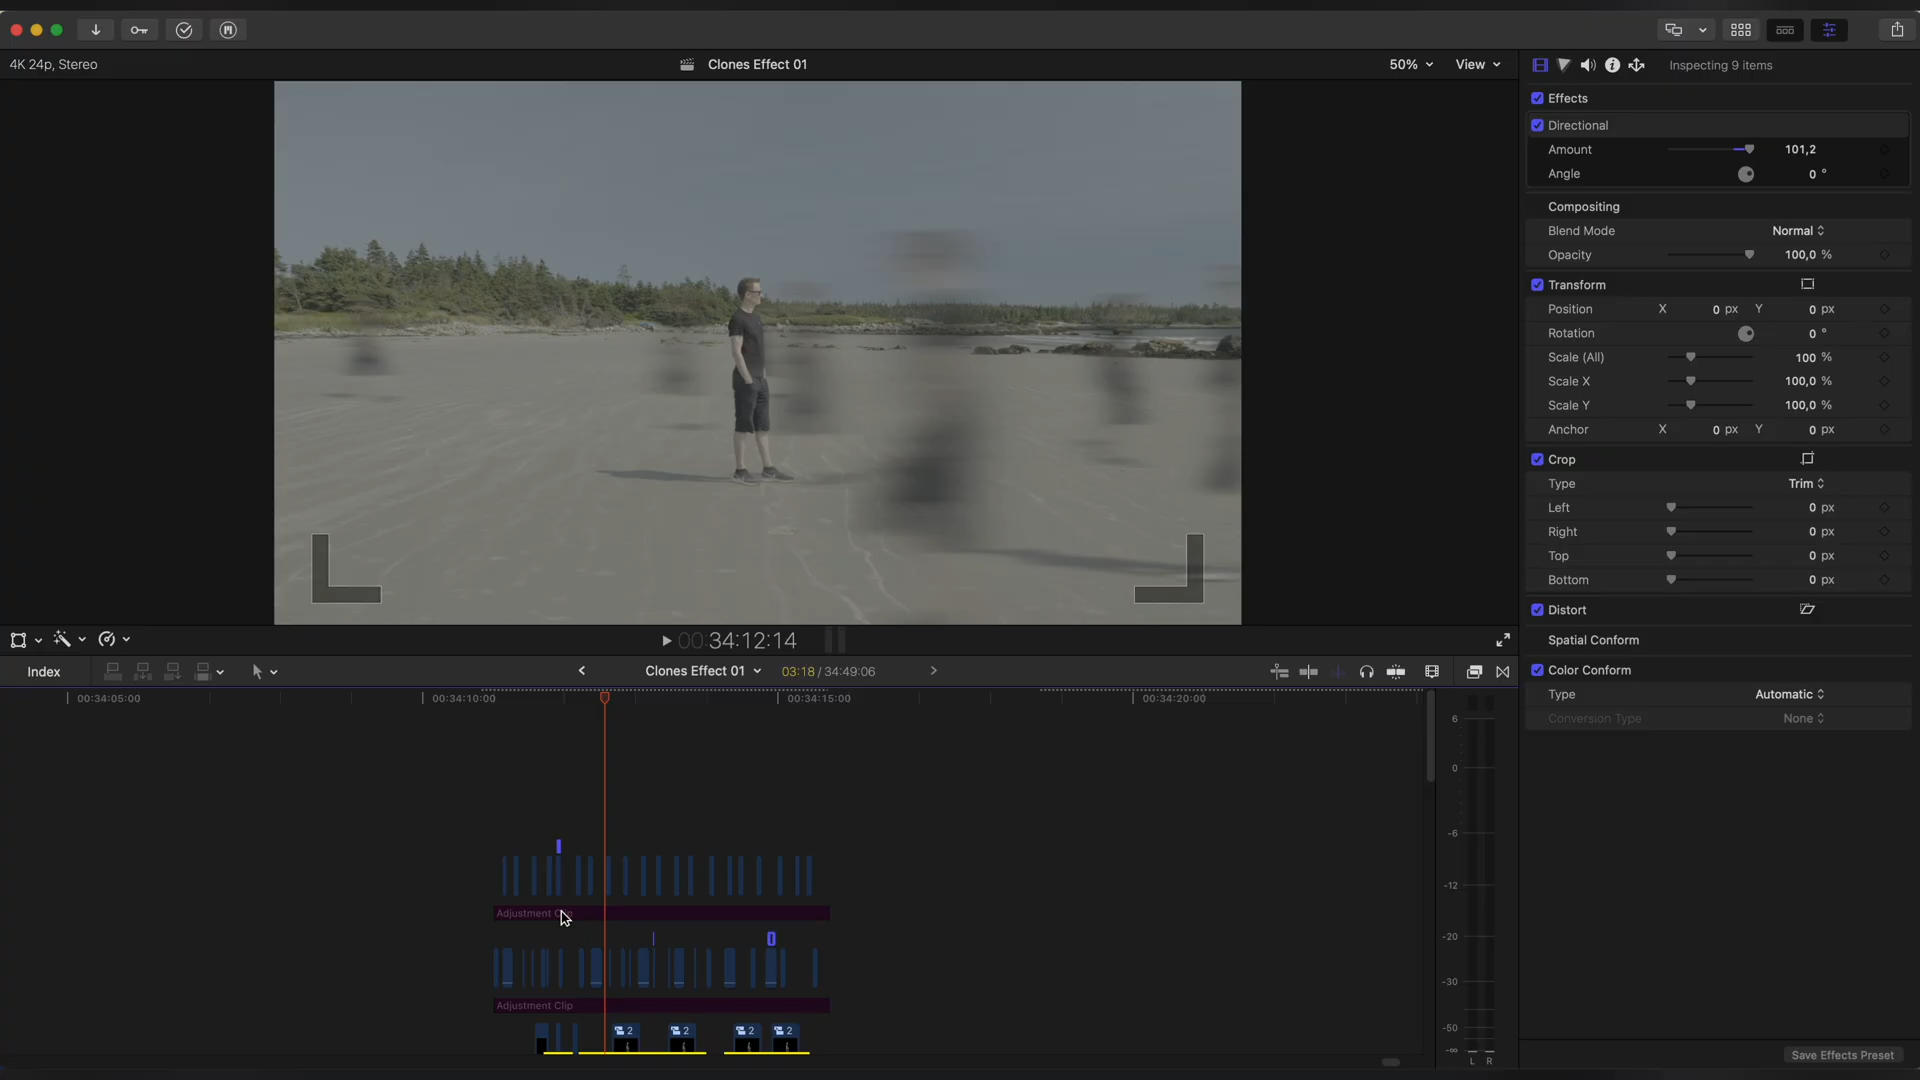 4K 24p, Stereo
Clones Effect 01
50%
View
Inspecting 9 items
Effects
Directional
Amount 101,2
Angle 0 °
Compositing
Blend Mode Normal
Opacity 100,0 %
Transform
Position X 0 px Y 0 px
Rotation 0 °
Scale (All) 100 %
Scale X 100,0 %
Scale Y 100,0 %
Anchor X 0 px Y 0 px
Crop
Type Trim
Left 0 px
Right 0 px
Top 0 px
Bottom 0 px
Distort
Spatial Conform
Color Conform
Type Automatic
Conversion Type None
Save Effects Preset
00:34:12:14
Index
Clones Effect 01
03:18 / 34:49:06
00:34:05:00
00:34:10:00
00:34:15:00
00:34:20:00
6
0
-6
-12
-20
-30
-50
-∞
L R
Adjustment
Adjustment Clip
2
2
2
2